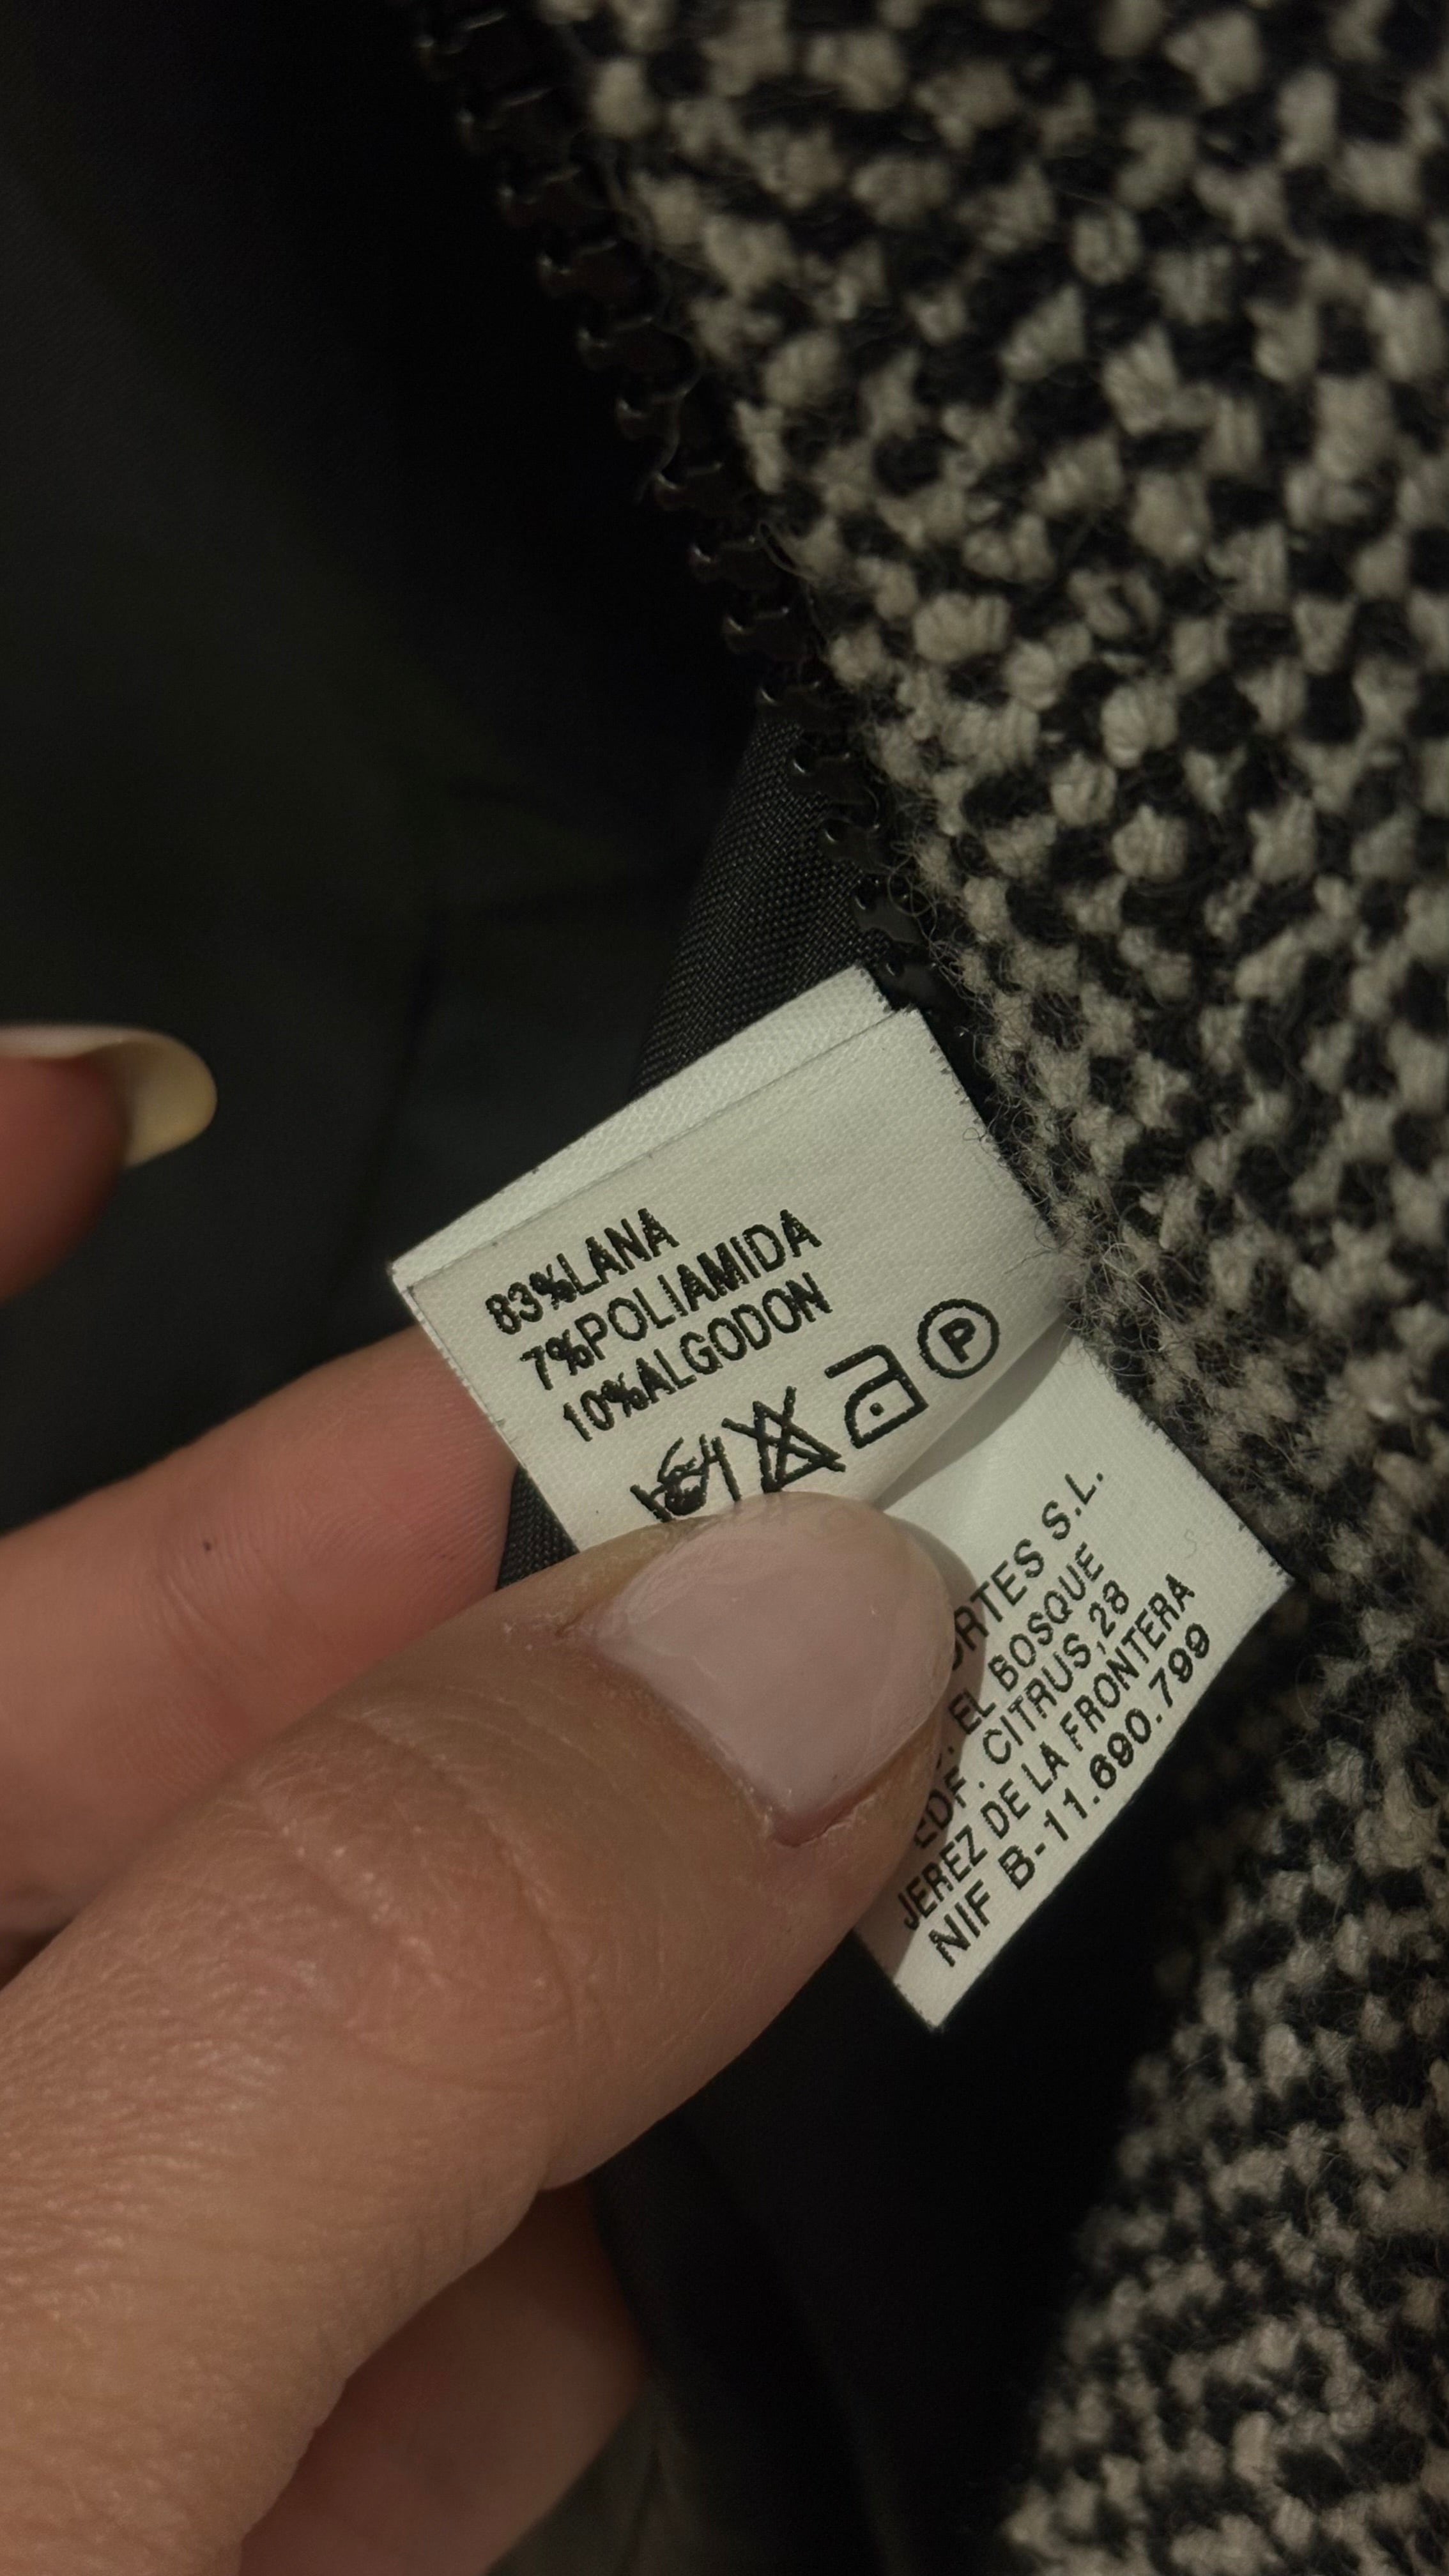 83%LANA
7%POLIAMIDA
10%ALGODON
P
S.L.
EL BOSQUE
EDF. CITRUS,28
JEREZ DE LA FRONTERA
NIF B-11.690.799